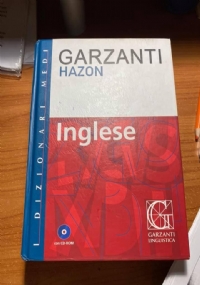 GARZANTI
HAZON
I DIZIONARI MEDI
Inglese
GARZANTI
LINGUISTICA